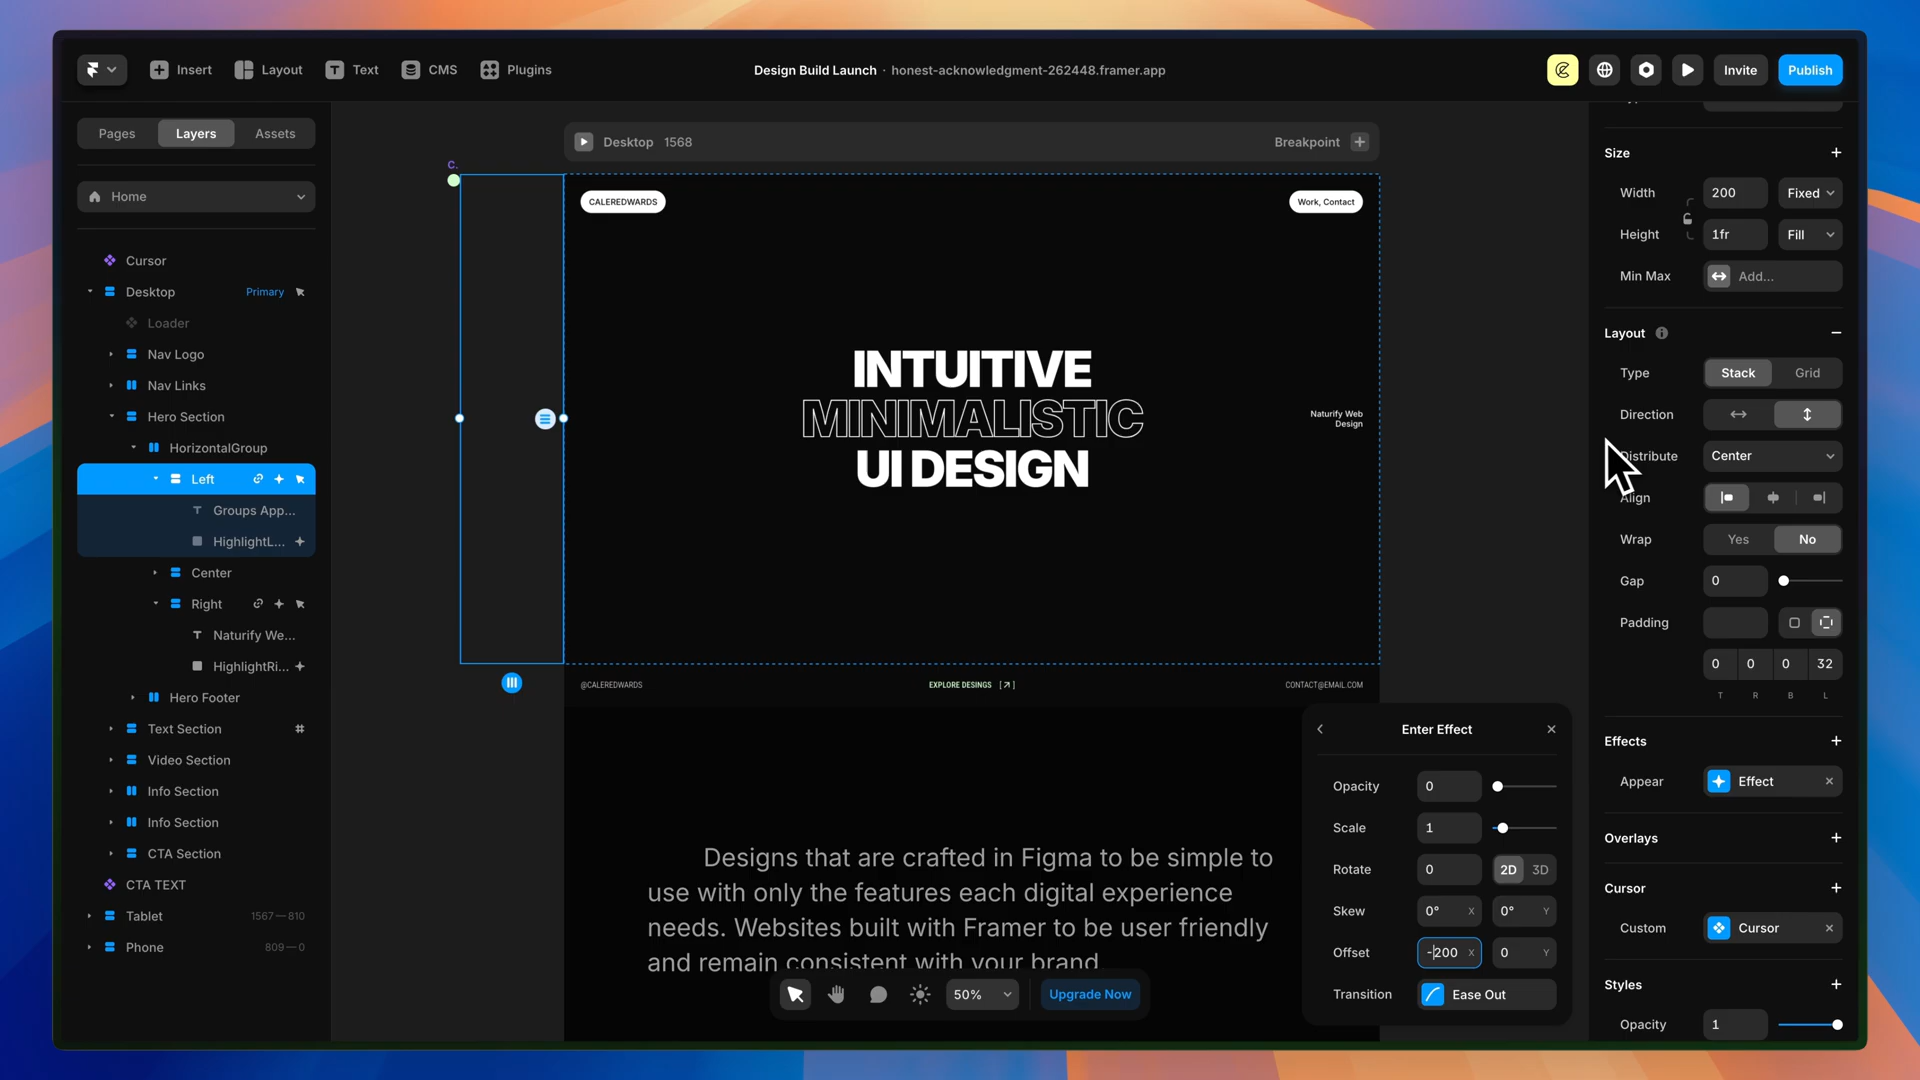 Insert
Layout
Text
CMS
Plugins
Design Build Launch · honest-acknowledgment-262448.framer.app
Invite
Publish
Pages
Layers
Assets
Home
Cursor
Desktop Primary
Loader
Nav Logo
Nav Links
Hero Section
HorizontalGroup
Left
Groups App...
HighlightL...
Center
Right
Naturify We...
HighlightRi...
Hero Footer
Text Section
Video Section
Info Section
Info Section
CTA Section
CTA TEXT
Tablet 1567—810
Phone 809—0
Desktop 1568
Breakpoint
C.
CALEREDWARDS
Work, Contact
INTUITIVE
MINIMALISTIC
UI DESIGN
Naturify Web
Design
@CALEREDWARDS
EXPLORE DESINGS [↗]
CONTACT@EMAIL.COM
Designs that are crafted in Figma to be simple to
use with only the features each digital experience
needs. Websites built with Framer to be user friendly
and remain consistent with your brand
50%
Upgrade Now
Enter Effect
Opacity 0
Scale 1
Rotate 0 2D 3D
Skew 0° X 0° Y
Offset -200 X 0 Y
Transition Ease Out
Size
Width 200 Fixed
Height 1fr Fill
Min Max Add...
Layout
Type Stack Grid
Direction
Distribute Center
Align
Wrap Yes No
Gap 0
Padding
0 0 0 32
T R B L
Effects
Appear Effect
Overlays
Cursor
Custom Cursor
Styles
Opacity 1